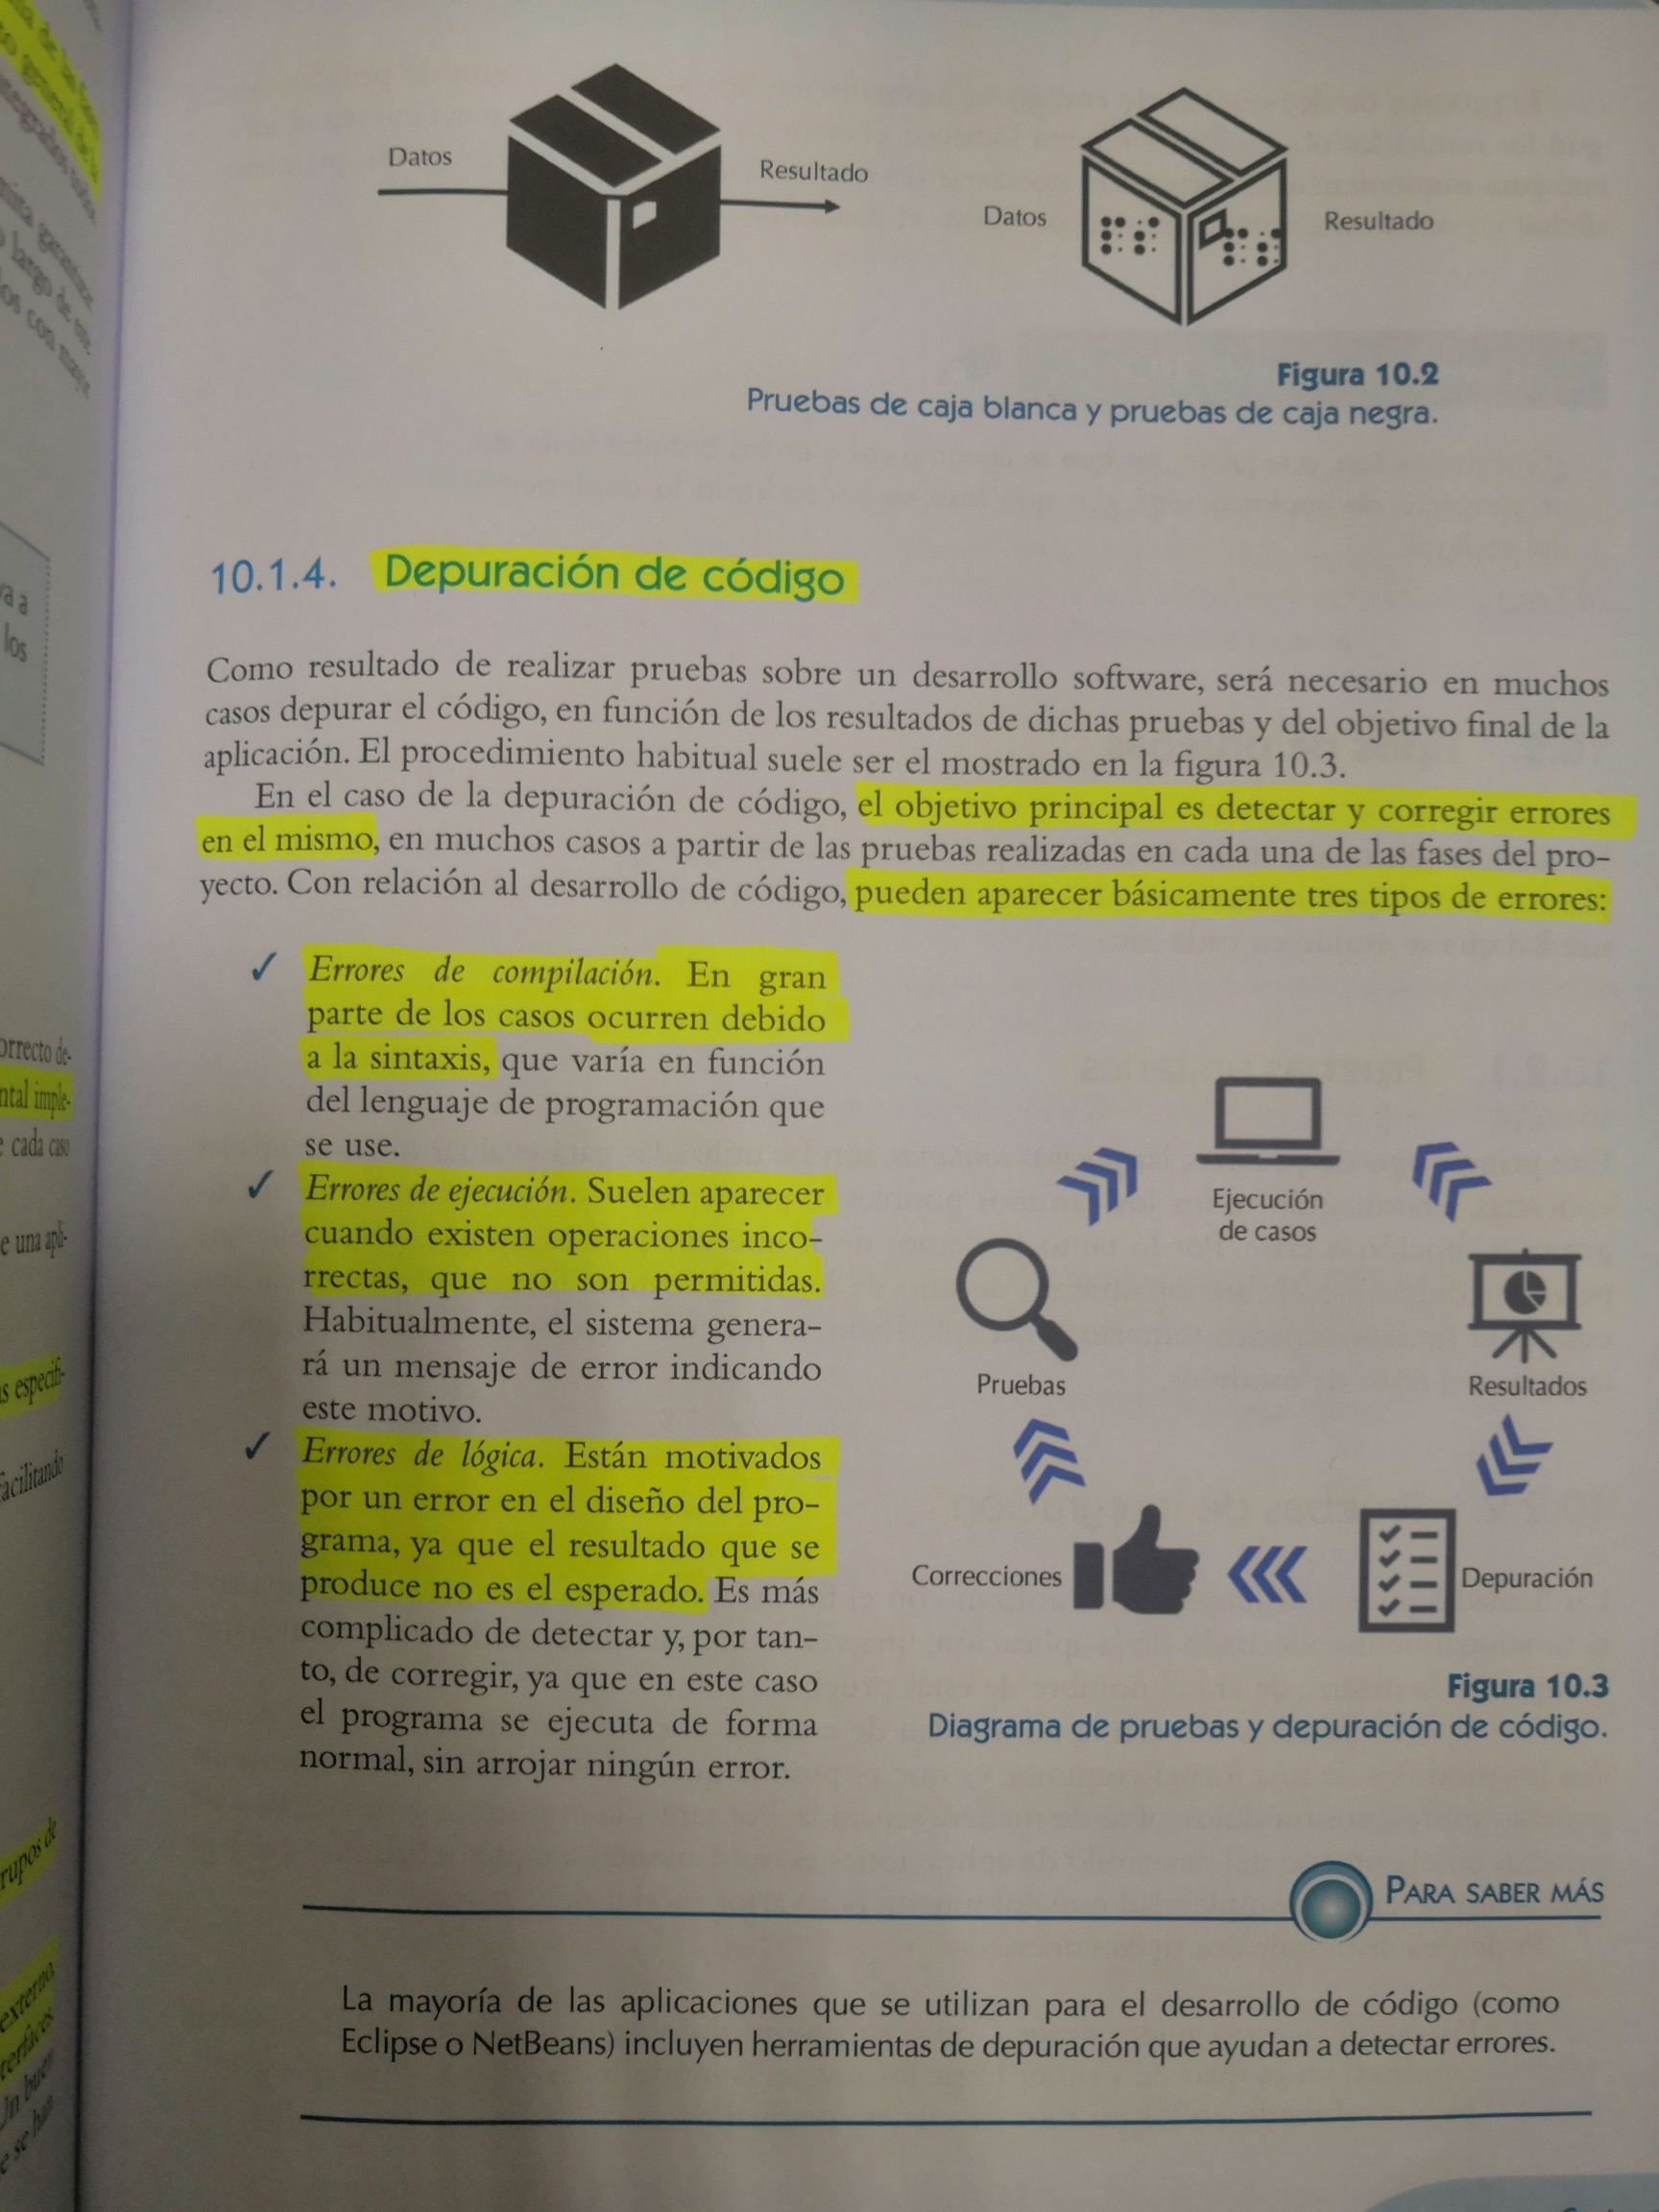 Datos
Resultado
Datos
Resultado
Figura 10.2
Pruebas de caja blanca y pruebas de caja negra.
10.1.4. Depuración de código
Como resultado de realizar pruebas sobre un desarrollo software, será necesario en muchos
casos depurar el código, en función de los resultados de dichas pruebas y del objetivo final de la
aplicación. El procedimiento habitual suele ser el mostrado en la figura 10.3.
En el caso de la depuración de código, el objetivo principal es detectar y corregir errores
en el mismo, en muchos casos a partir de las pruebas realizadas en cada una de las fases del pro-
yecto. Con relación al desarrollo de código, pueden aparecer básicamente tres tipos de errores:
✓ Errores de compilación. En gran
parte de los casos ocurren debido
a la sintaxis, que varía en función
del lenguaje de programación que
se use.
✓ Errores de ejecución. Suelen aparecer
cuando existen operaciones inco-
rrectas, que no son permitidas.
Habitualmente, el sistema genera-
rá un mensaje de error indicando
este motivo.
✓ Errores de lógica. Están motivados
por un error en el diseño del pro-
grama, ya que el resultado que se
produce no es el esperado. Es más
complicado de detectar y, por tan-
to, de corregir, ya que en este caso
el programa se ejecuta de forma
normal, sin arrojar ningún error.
Ejecución
de casos
Pruebas
Resultados
Correcciones
Depuración
Figura 10.3
Diagrama de pruebas y depuración de código.
PARA SABER MÁS
La mayoría de las aplicaciones que se utilizan para el desarrollo de código (como
Eclipse o NetBeans) incluyen herramientas de depuración que ayudan a detectar errores.